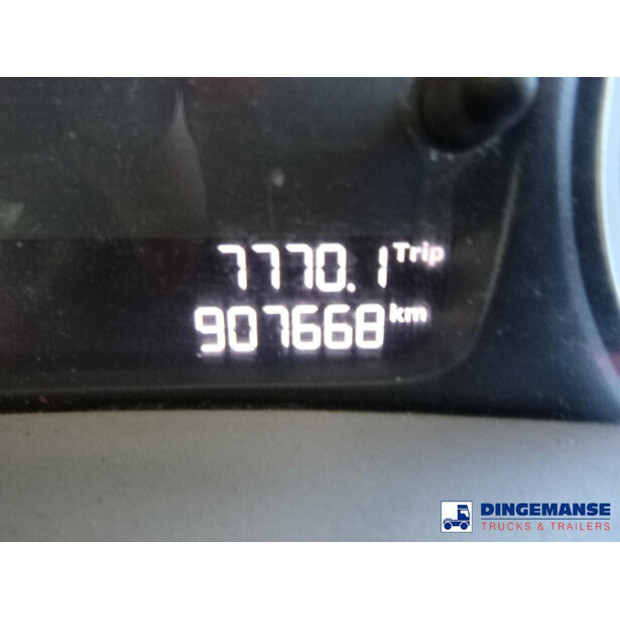 7770.1 Trip
907668 km
DINGEMANSE
TRUCKS & TRAILERS